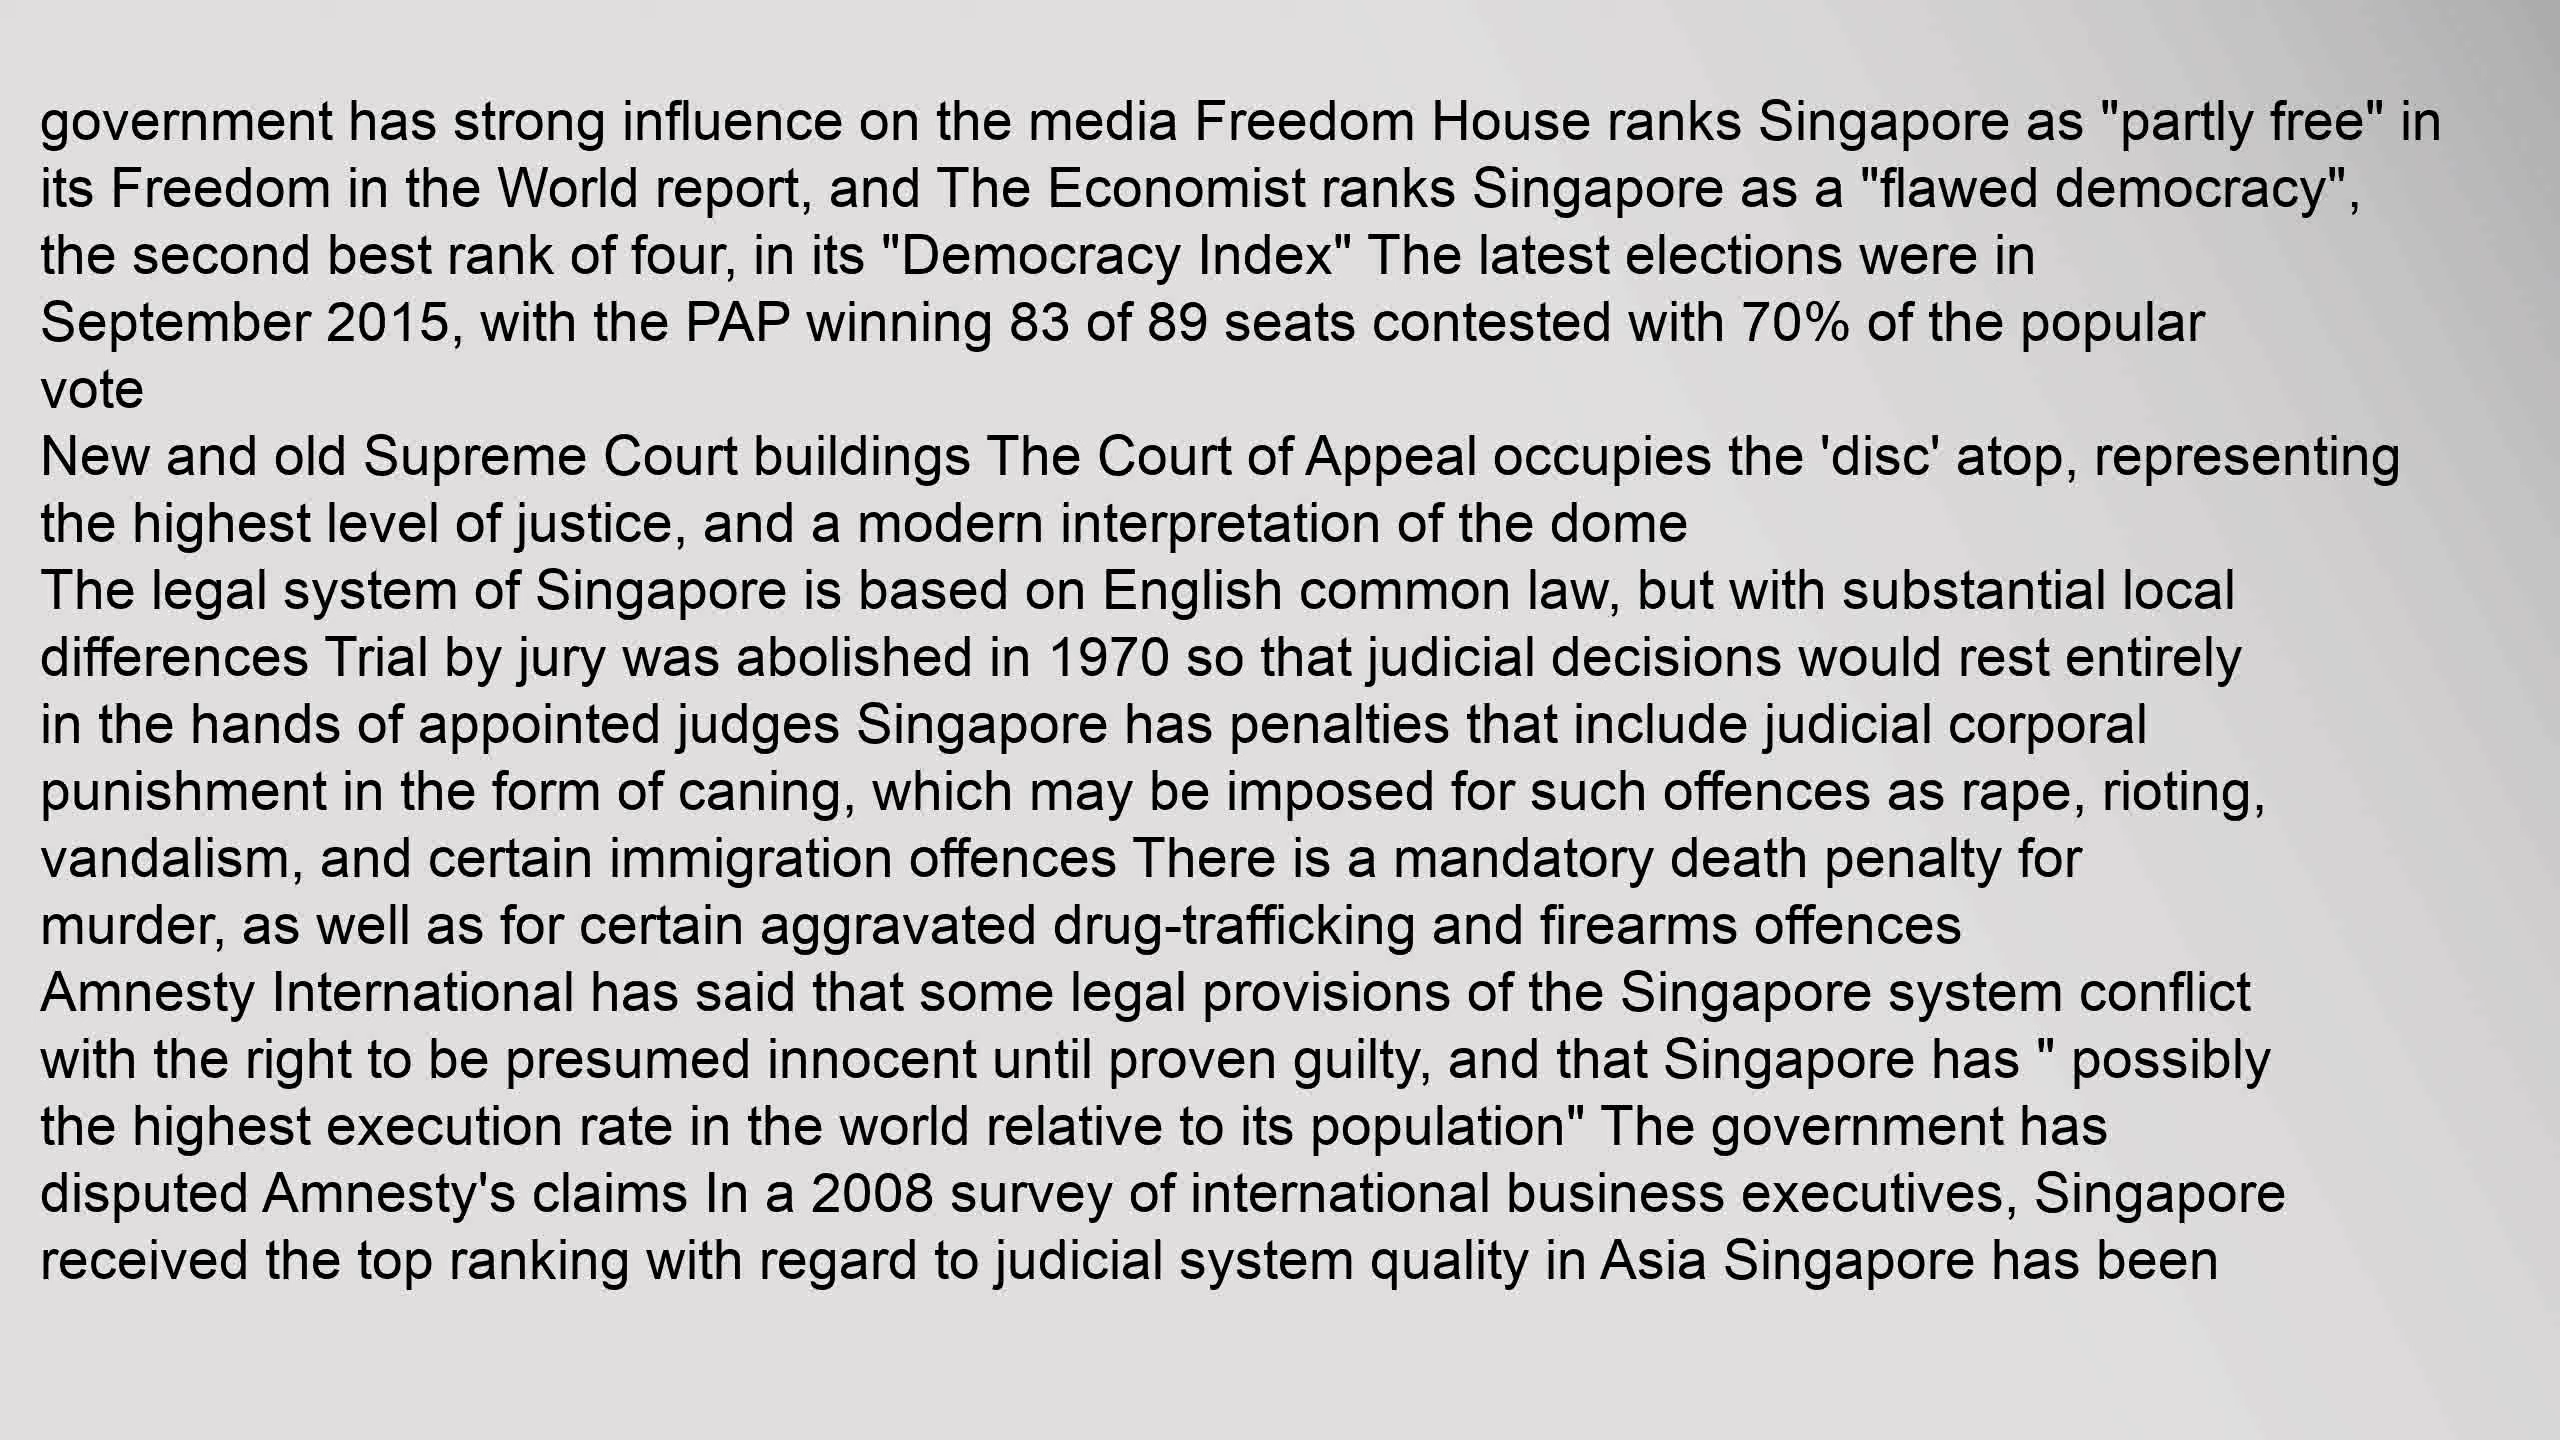 government has strong influence on the media Freedom House ranks Singapore as "partly free" in
its Freedom in the World report, and The Economist ranks Singapore as a "flawed democracy",
the second best rank of four, in its "Democracy Index" The latest elections were in
September 2015, with the PAP winning 83 of 89 seats contested with 70% of the popular
vote
New and old Supreme Court buildings The Court of Appeal occupies the 'disc' atop, representing
the highest level of justice, and a modern interpretation of the dome
The legal system of Singapore is based on English common law, but with substantial local
differences Trial by jury was abolished in 1970 so that judicial decisions would rest entirely
in the hands of appointed judges Singapore has penalties that include judicial corporal
punishment in the form of caning, which may be imposed for such offences as rape, rioting,
vandalism, and certain immigration offences There is a mandatory death penalty for
murder, as well as for certain aggravated drug-trafficking and firearms offences
Amnesty International has said that some legal provisions of the Singapore system conflict
with the right to be presumed innocent until proven guilty, and that Singapore has " possibly
the highest execution rate in the world relative to its population" The government has
disputed Amnesty's claims In a 2008 survey of international business executives, Singapore
received the top ranking with regard to judicial system quality in Asia Singapore has been